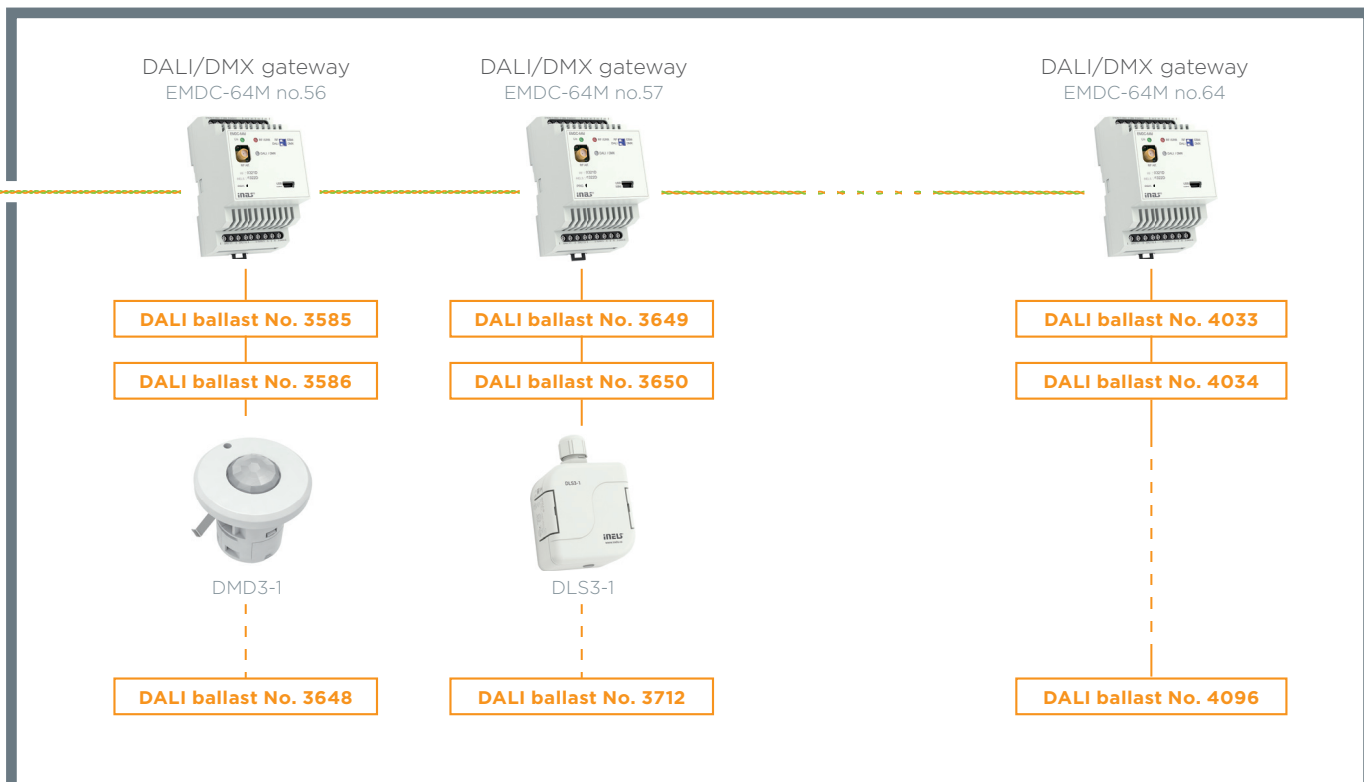 DALI/DMX gateway
EMDC-64M no.56
DALI/DMX gateway
EMDC-64M no.57
DALI/DMX gateway
EMDC-64M no.64
DALI ballast No. 3585
DALI ballast No. 3649
DALI ballast No. 4033
DALI ballast No. 3586
DALI ballast No. 3650
DALI ballast No. 4034
DLS3-1
iNELS
DMD3-1
DLS3-1
DALI ballast No. 3648
DALI ballast No. 3712
DALI ballast No. 4096